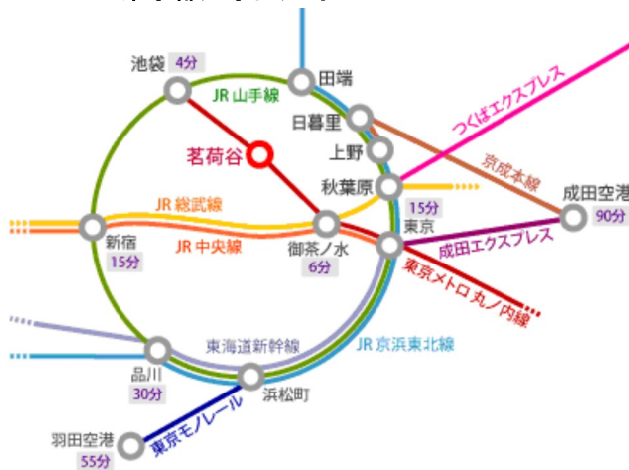 池袋 4分
田端
JR 山手線
日暮里
つくばエクスプレス
茗荷谷
上野
京成本線
秋葉原
成田空港
90分
15分
東京
JR 総武線
成田エクスプレス
新宿
15分
JR 中央線
御茶ノ水
6分
東京メトロ 丸ノ内線
東海道新幹線
JR 京浜東北線
品川
30分
浜松町
東京モノレール
羽田空港
55分